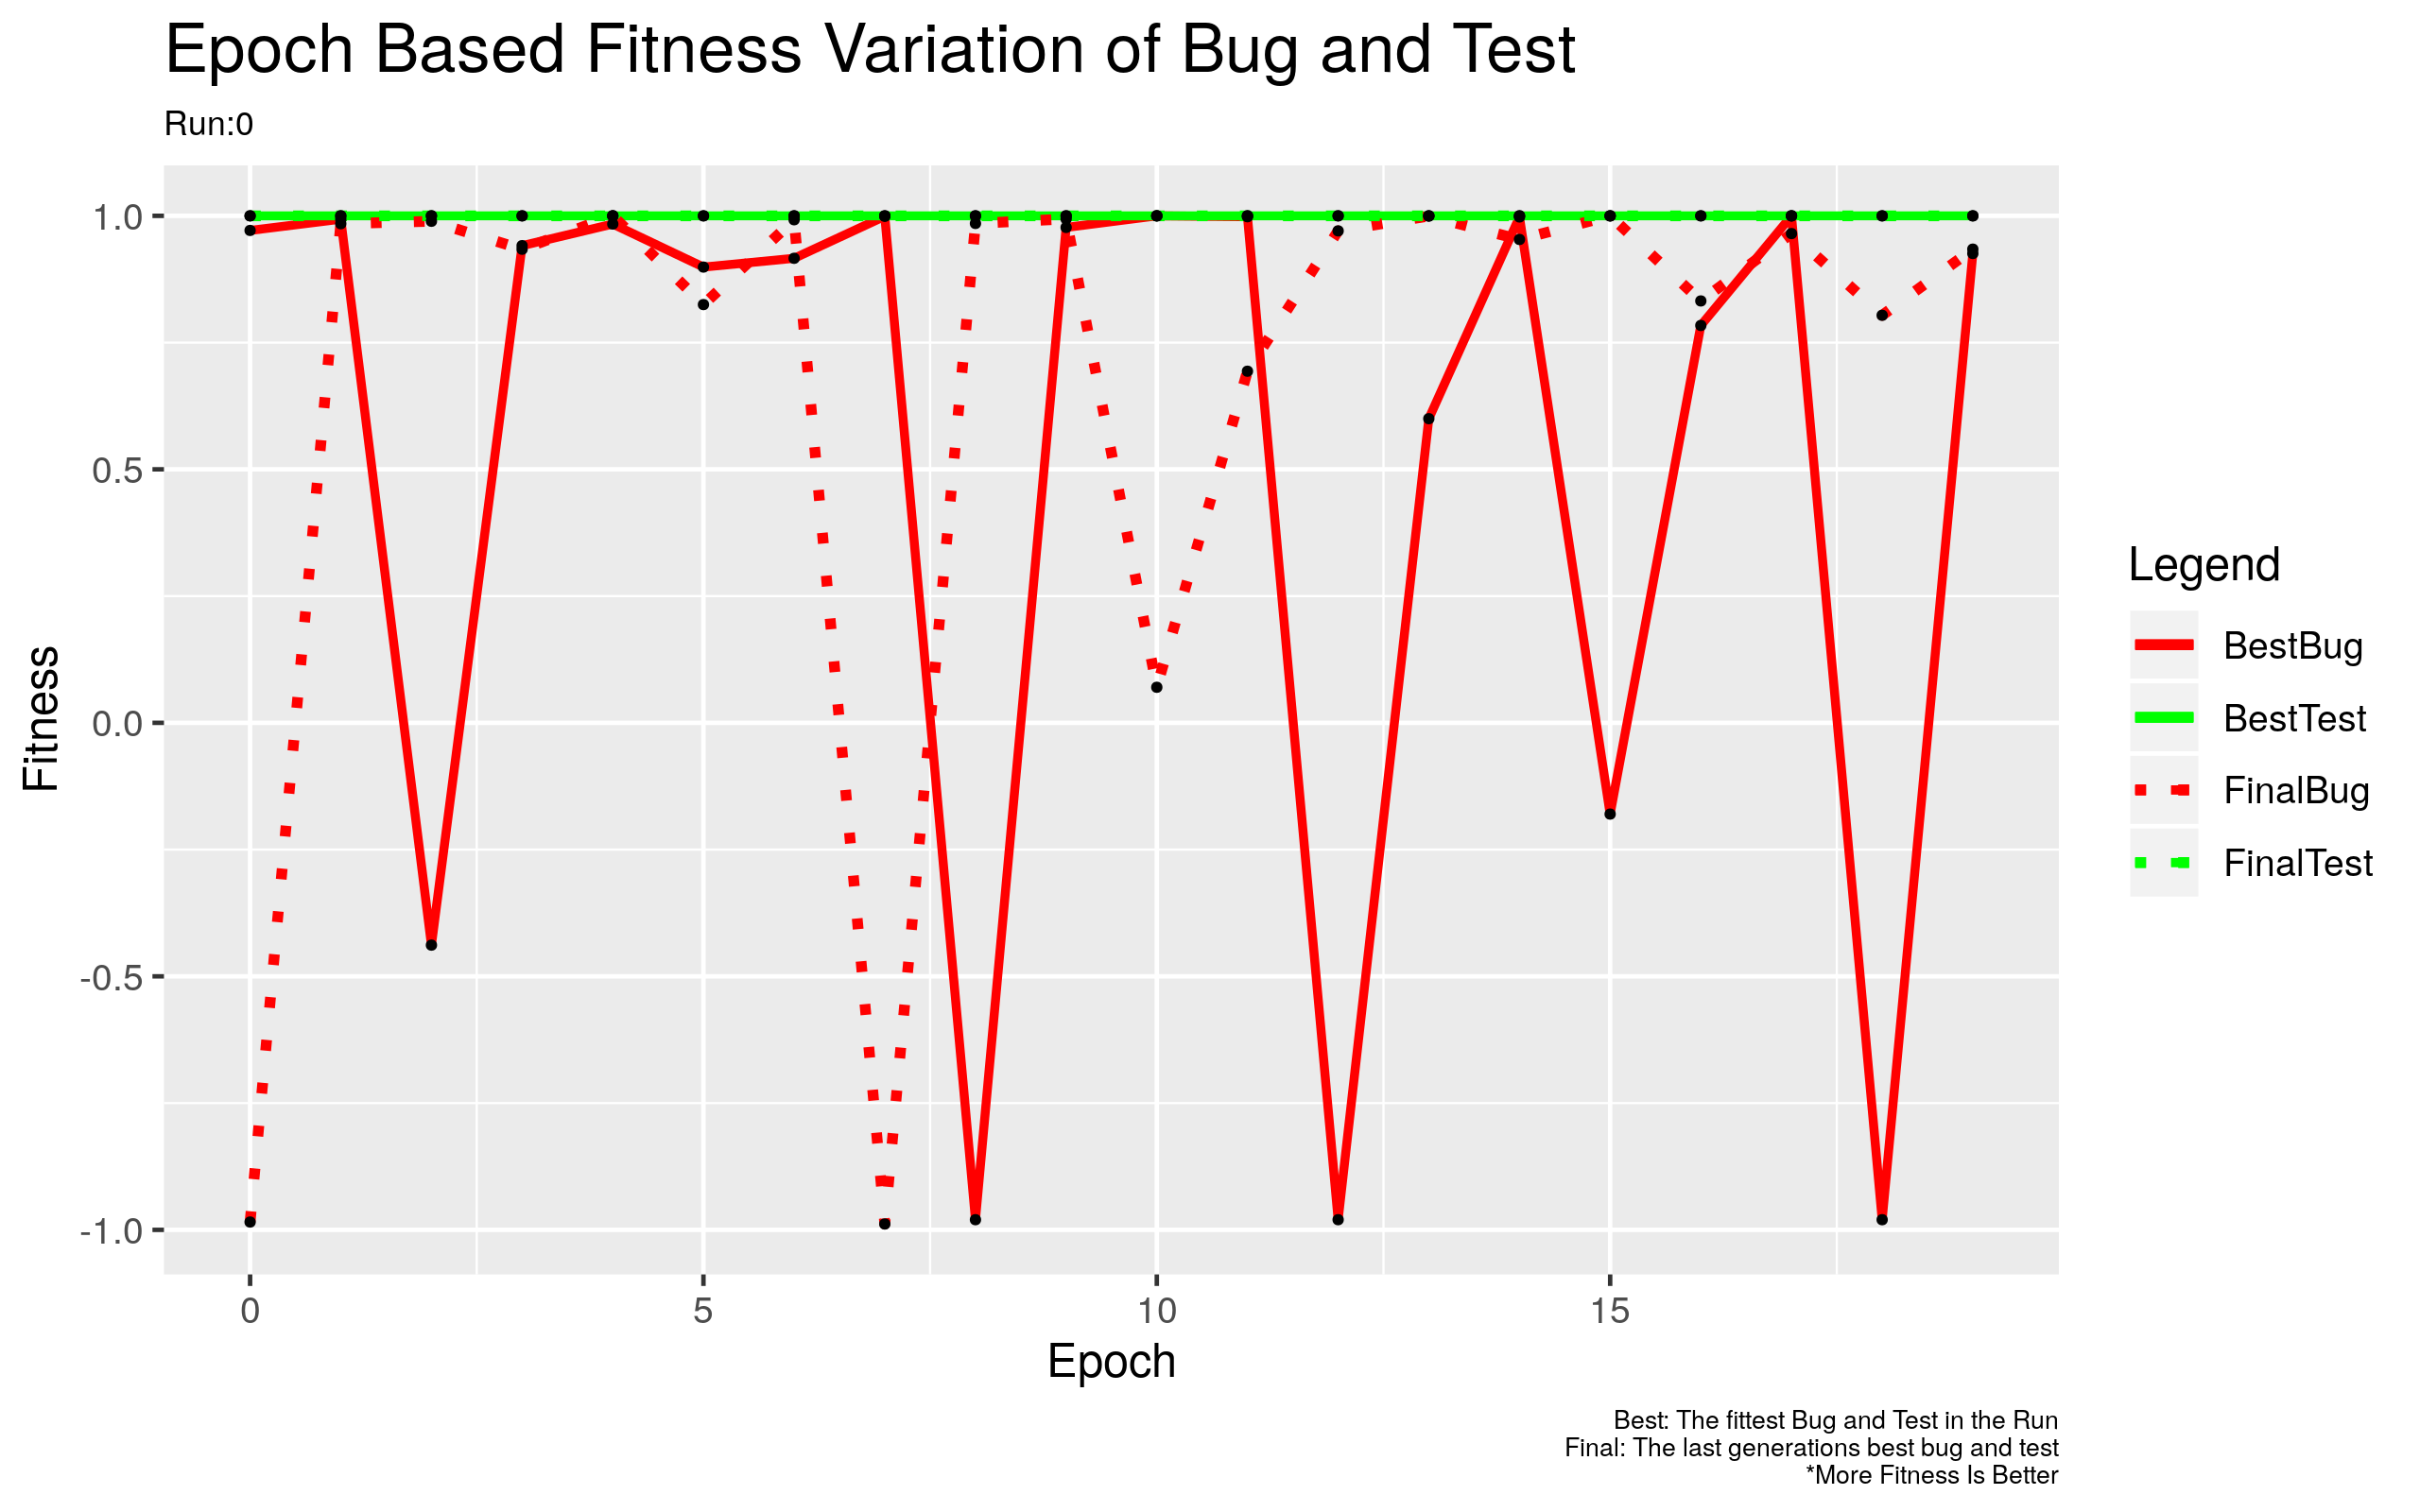 Epoch Based Fitness Variation of Bug and Test
Run:0
1.0
0.5
0.0
-0.5
-1.0
Fitness
0 5 10 15
Epoch
Legend
BestBug
BestTest
FinalBug
FinalTest
Best: The fittest Bug and Test in the Run
Final: The last generations best bug and test
*More Fitness Is Better